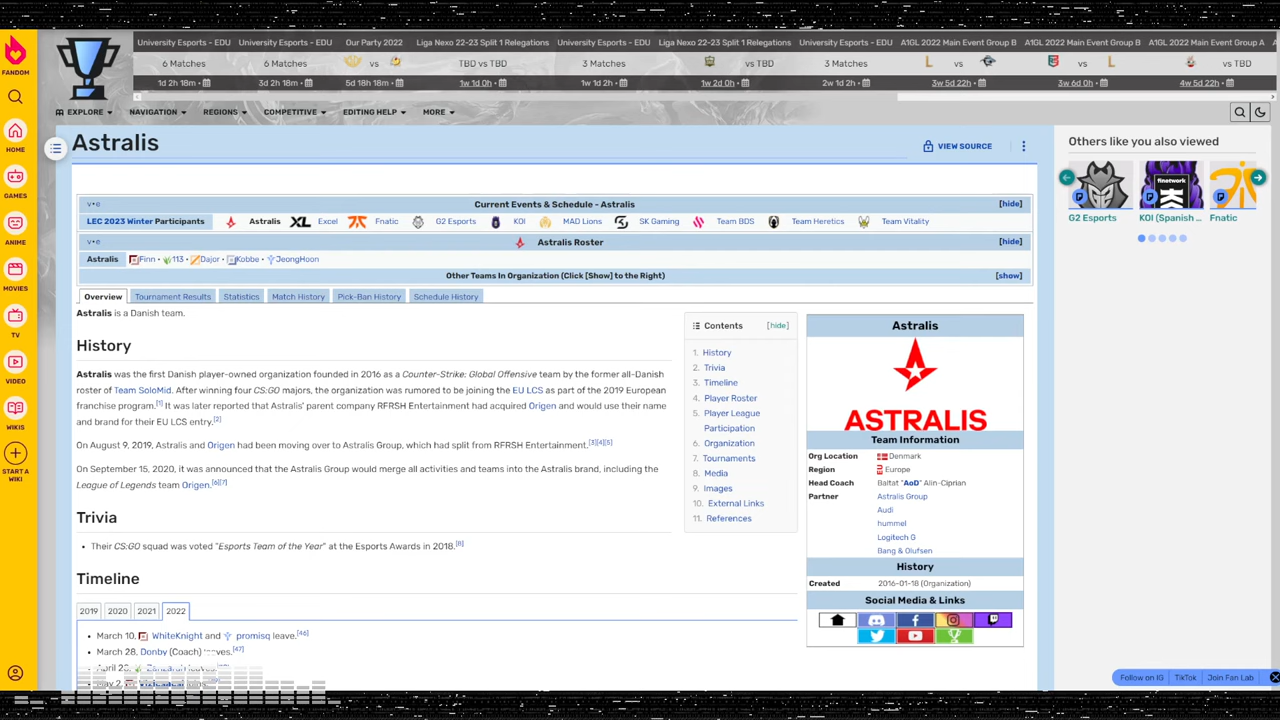 University Esports - EDU University Esports - EDU Our Party 2022 Liga Nexo 22-23 Split 1 Relegations University Esports - EDU Liga Nexo 22-23 Split 1 Relegations University Esports - EDU A1GL 2022 Main Event Group B A1GL 2022 Main Event Group B A1GL 2022 Main Event Group A A
6 Matches 6 Matches vs TBD vs TBD 3 Matches vs TBD 3 Matches L vs vs L vs TBD
1d 2h 18m 3d 2h 18m 5d 18h 18m 1w 1d 0h 1w 1d 2h 1w 2d 0h 2w 1d 2h 3w 5d 22h 3w 6d 0h 4w 5d 22h
FANDOM
HOME
GAMES
ANIME
MOVIES
TV
VIDEO
WIKIS
START A
WIKI
EXPLORE NAVIGATION REGIONS COMPETITIVE EDITING HELP MORE
Astralis
VIEW SOURCE
v • e Current Events & Schedule - Astralis [hide]
LEC 2023 Winter Participants Astralis XL Excel Fnatic G2 Esports KOI MAD Lions SK SK Gaming Team BDS Team Heretics Team Vitality
v • e Astralis Roster [hide]
Astralis Finn • 113 • Dajor • Kobbe • JeongHoon
Other Teams In Organization (Click [Show] to the Right) [show]
Overview Tournament Results Statistics Match History Pick-Ban History Schedule History
Astralis is a Danish team.
History
Astralis was the first Danish player-owned organization founded in 2016 as a Counter-Strike: Global Offensive team by the former all-Danish
roster of Team SoloMid. After winning four CS:GO majors, the organization was rumored to be joining the EU LCS as part of the 2019 European
franchise program.[1] It was later reported that Astralis' parent company RFRSH Entertainment had acquired Origen and would use their name
and brand for their EU LCS entry.[2]
On August 9, 2019, Astralis and Origen had been moving over to Astralis Group, which had split from RFRSH Entertainment.[3][4][5]
On September 15, 2020, it was announced that the Astralis Group would merge all activities and teams into the Astralis brand, including the
League of Legends team Origen.[6][7]
Trivia
• Their CS:GO squad was voted "Esports Team of the Year" at the Esports Awards in 2018.[8]
Timeline
2019 2020 2021 2022
• March 10, WhiteKnight and promisq leave.[46]
• March 28, Donby (Coach) leaves.[47]
Contents [hide]
1. History
2. Trivia
3. Timeline
4. Player Roster
5. Player League
Participation
6. Organization
7. Tournaments
8. Media
9. Images
10. External Links
11. References
Astralis
ASTRALIS
Team Information
Org Location Denmark
Region Europe
Head Coach Baltat "AoD" Alin-Ciprian
Partner Astralis Group
Audi
hummel
Logitech G
Bang & Olufsen
History
Created 2016-01-18 (Organization)
Social Media & Links
Others like you also viewed
finetwork
G2 Esports KOI (Spanish ... Fnatic
Follow on IG TikTok Join Fan Lab